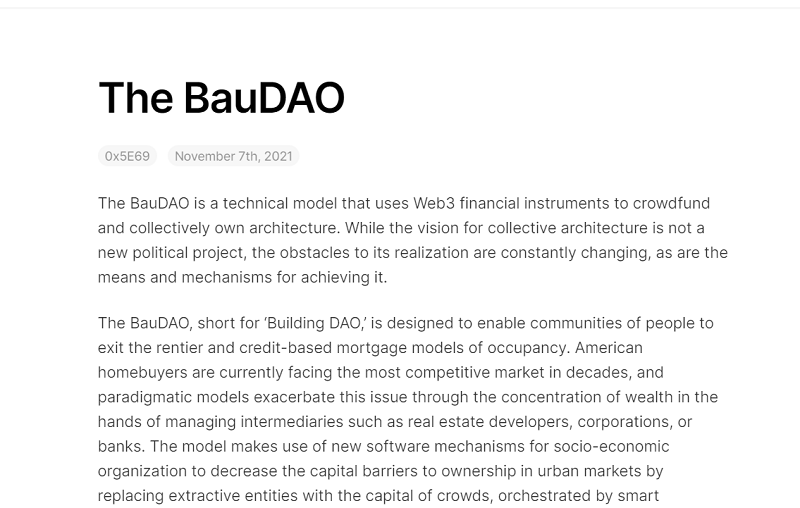 The BauDAO
0x5E69 November 7th, 2021
The BauDAO is a technical model that uses Web3 financial instruments to crowdfund
and collectively own architecture. While the vision for collective architecture is not a
new political project, the obstacles to its realization are constantly changing, as are the
means and mechanisms for achieving it.
The BauDAO, short for ‘Building DAO,’ is designed to enable communities of people to
exit the rentier and credit-based mortgage models of occupancy. American
homebuyers are currently facing the most competitive market in decades, and
paradigmatic models exacerbate this issue through the concentration of wealth in the
hands of managing intermediaries such as real estate developers, corporations, or
banks. The model makes use of new software mechanisms for socio-economic
organization to decrease the capital barriers to ownership in urban markets by
replacing extractive entities with the capital of crowds, orchestrated by smart